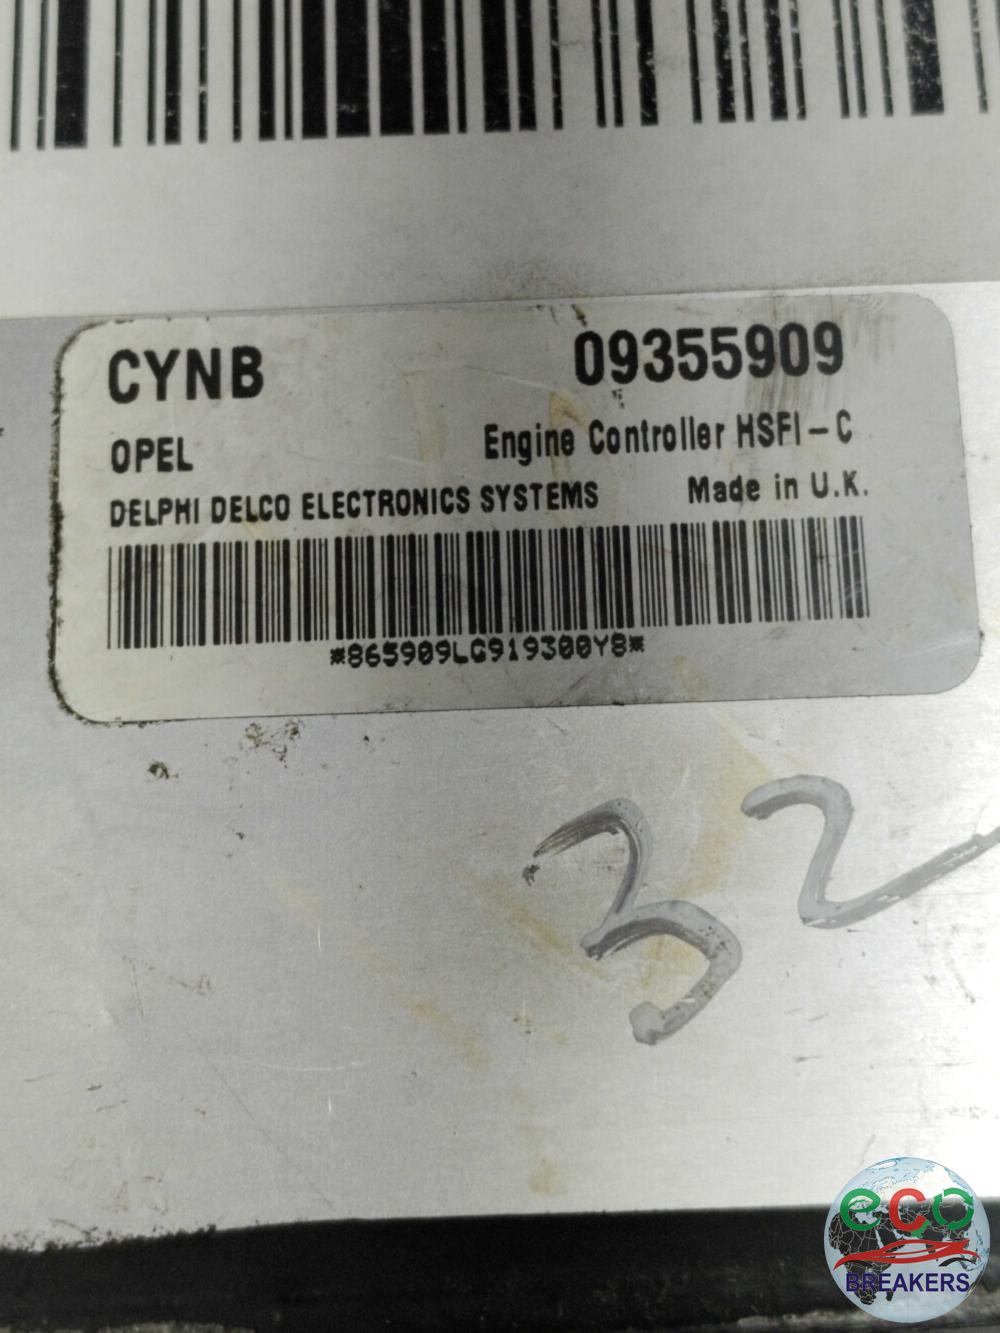 CYNB 09355909
OPEL Engine Controller HSFI-C
DELPHI DELCO ELECTRONICS SYSTEMS Made in U.K.
*865909LG919300Y8*
32
eco
BREAKERS